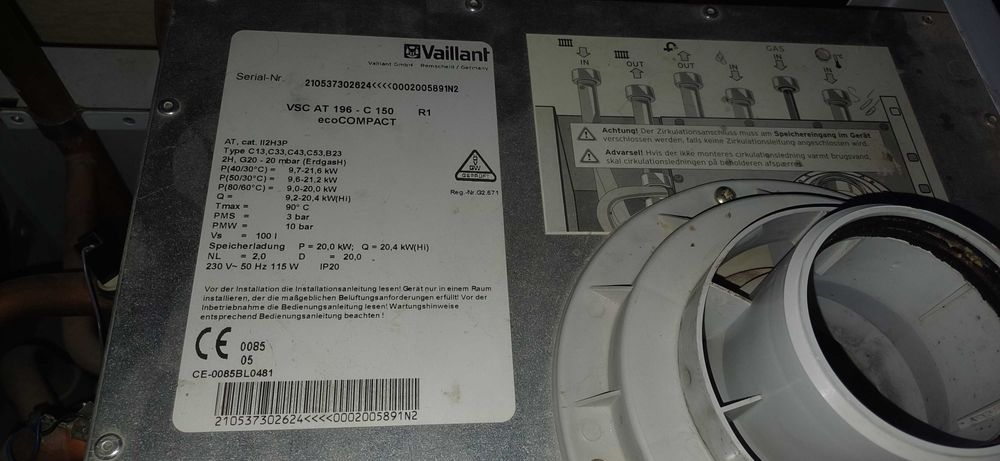 Vaillant
Vaillant GmbH Remscheid / Germany
Serial-Nr. 210537302624<<<<0002005891N2
VSC AT 196 - C 150 R1
ecoCOMPACT
AT, cat. II2H3P
Type C13,C33,C43,C53,B23
2H, G20 - 20 mbar (ErdgasH)
P(40/30°C) = 9,7-21,6 kW
P(50/30°C) = 9,6-21,2 kW
P(80/60°C) = 9,0-20,0 kW
Q = 9,2-20,4 kW(Hi)
Tmax = 90° C
PMS = 3 bar
PMW = 10 bar
Vs = 100 l
Speicherladung P = 20,0 kW; Q = 20,4 kW(Hi)
NL = 2,0 D = 20,0
230 V~ 50 Hz 115 W IP20
ÖVGW
GEPRÜFT
Reg.-Nr.G2.671
Vor der Installation die Installationsanleitung lesen! Gerät nur in einem Raum
installieren, der die maßgeblichen Belüftungsanforderungen erfüllt! Vor der
Inbetriebnahme die Bedienungsanleitung lesen! Wartungshinweise
entsprechend Bedienungsanleitung beachten !
CE 0085
05
CE-0085BL0481
210537302624<<<<0002005891N2
IN
OUT
OUT
IN
GAS
IN
IN
°C
Achtung! Der Zirkulationsanschluss muss am Speichereingang im Gerät
verschlossen werden, falls keine Zirkulationsleitung angeschlossen wird.
Advarsel! Hvis der ikke monteres cirkulationsledning varmt brugsvand,
skal cirkulationsledningen på beholderen afspærres.